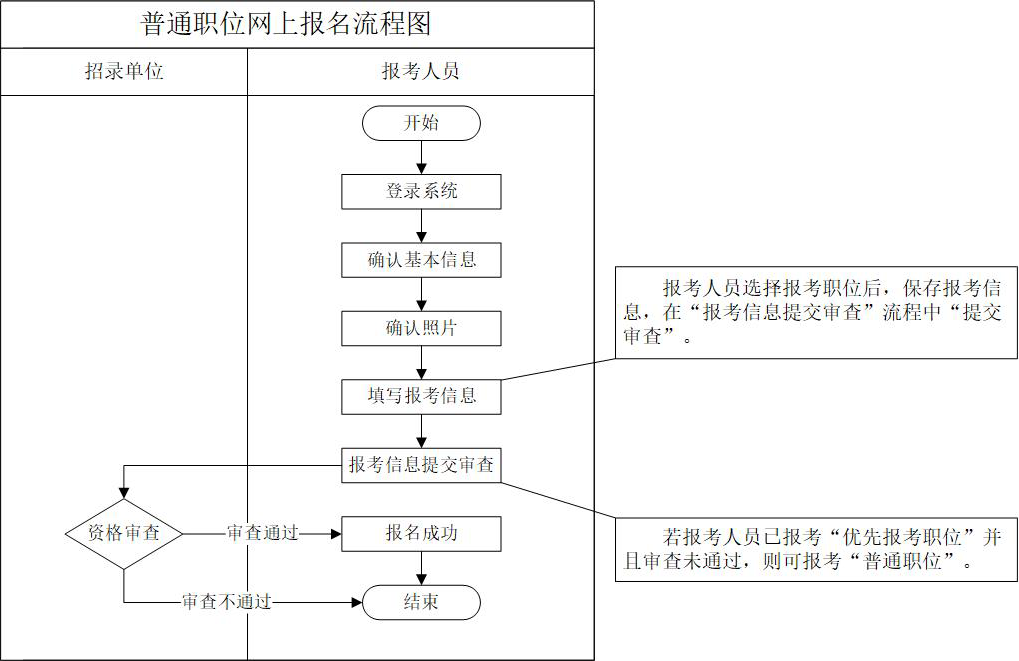 普通职位网上报名流程图
招录单位
报考人员
开始
登录系统
确认基本信息
报考人员选择报考职位后，保存报考信
息，在“报考信息提交审查”流程中“提交
审查”。
确认照片
填写报考信息
报考信息提交审查
资格审查
审查通过
报名成功
若报考人员已报考“优先报考职位”并
且审查未通过，则可报考“普通职位”。
审查不通过
结束